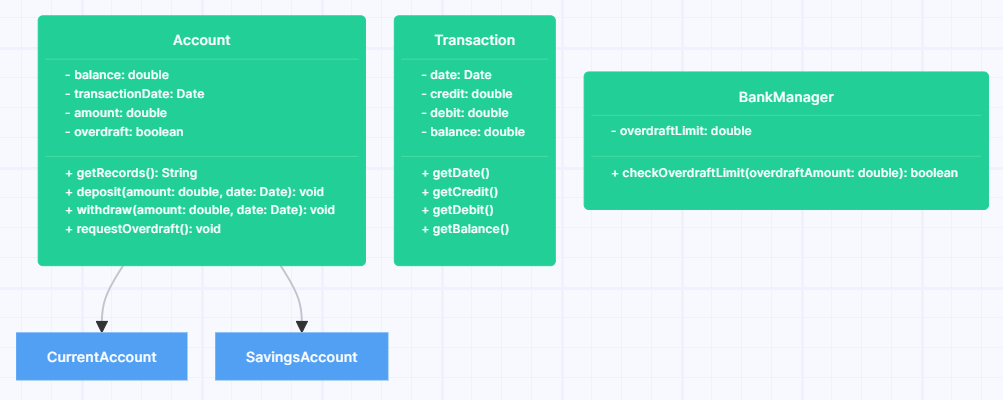 Account
- balance: double
- transactionDate: Date
- amount: double
- overdraft: boolean
+ getRecords(): String
+ deposit(amount: double, date: Date): void
+ withdraw(amount: double, date: Date): void
+ requestOverdraft(): void
Transaction
- date: Date
- credit: double
- debit: double
- balance: double
+ getDate()
+ getCredit()
+ getDebit()
+ getBalance()
BankManager
- overdraftLimit: double
+ checkOverdraftLimit(overdraftAmount: double): boolean
CurrentAccount
SavingsAccount